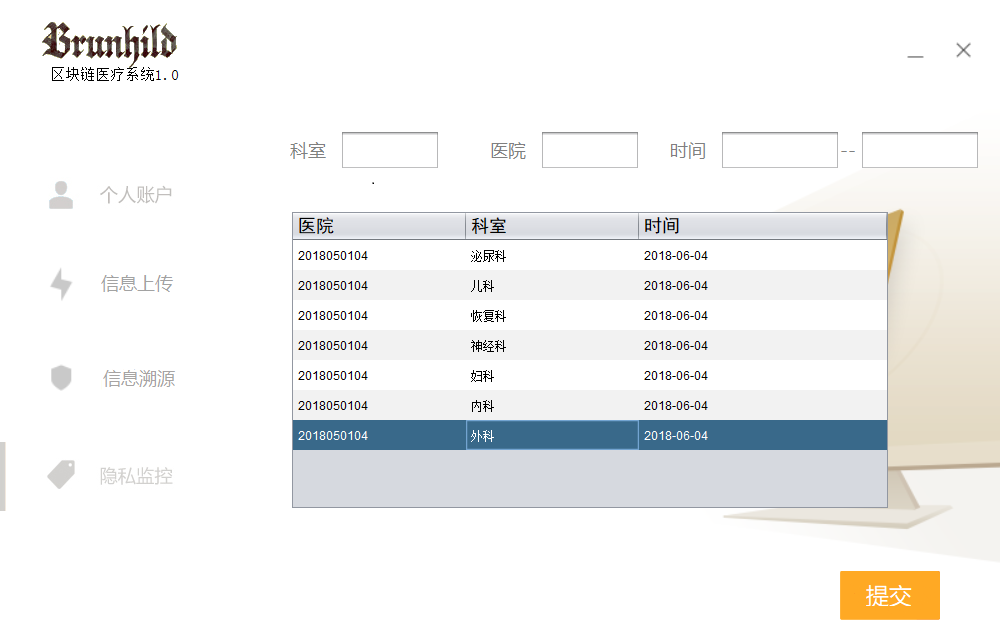 Brunhild
区块链医疗系统1.0
科室 医院 时间 --
个人账户
信息上传
信息溯源
隐私监控
医院 科室 时间
2018050104 泌尿科 2018-06-04
2018050104 儿科 2018-06-04
2018050104 恢复科 2018-06-04
2018050104 神经科 2018-06-04
2018050104 妇科 2018-06-04
2018050104 内科 2018-06-04
2018050104 外科 2018-06-04
提交